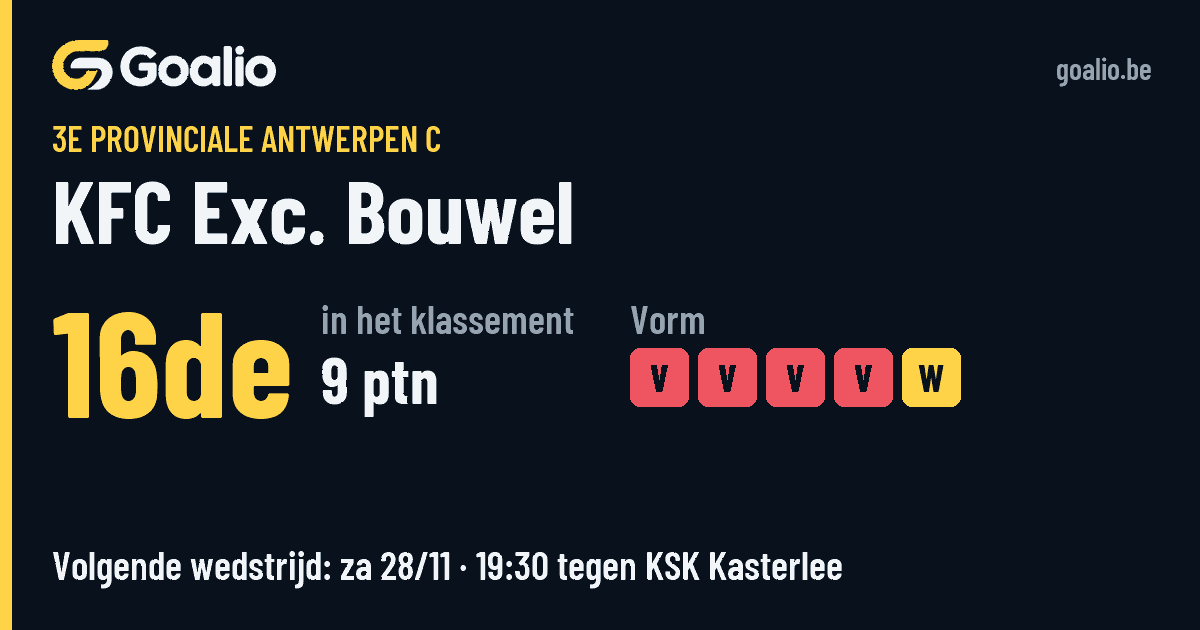 Goalio
goalio.be
3E PROVINCIALE ANTWERPEN C
KFC Exc. Bouwel
16de
in het klassement
9 ptn
Vorm
V V V V W
Volgende wedstrijd: za 28/11 · 19:30 tegen KSK Kasterlee